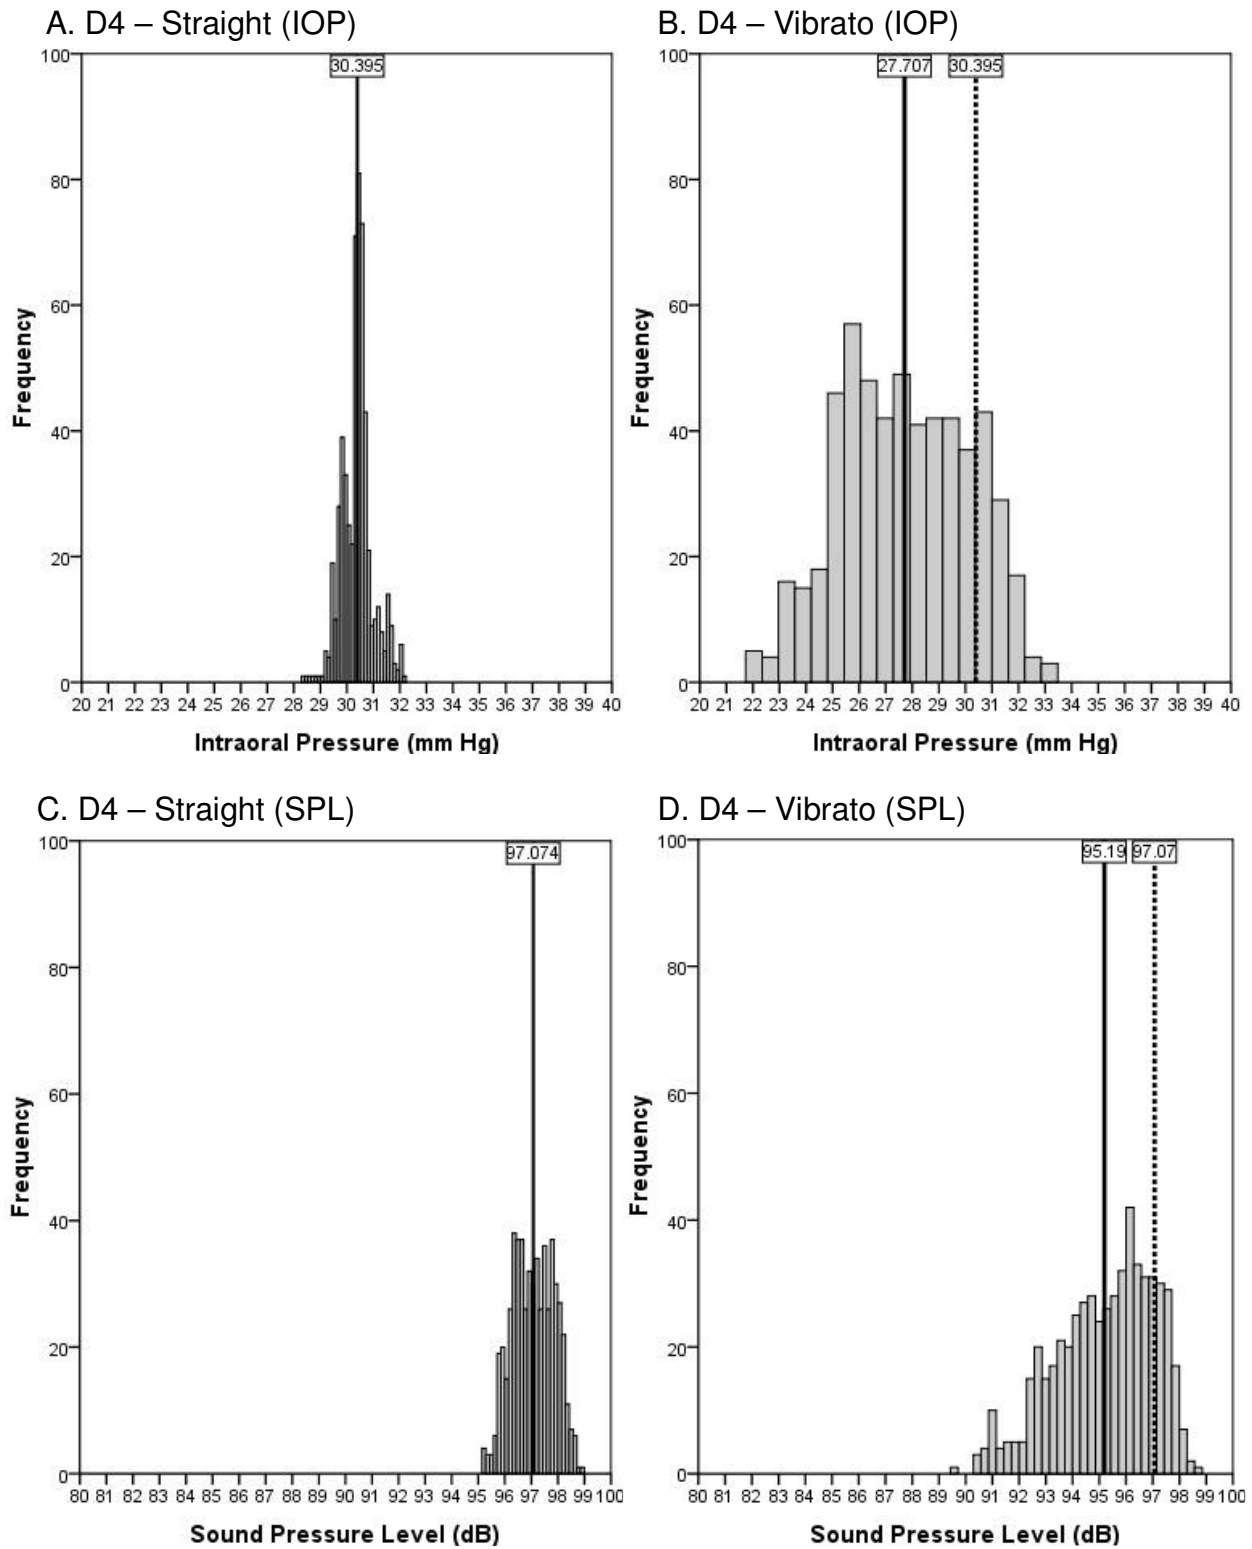 A. D4 – Straight (IOP)
30.395
100
80
60
40
20
0
Frequency
20 21 22 23 24 25 26 27 28 29 30 31 32 33 34 35 36 37 38 39 40
Intraoral Pressure (mm Hg)
B. D4 – Vibrato (IOP)
27.707 30.395
100
80
60
40
20
0
Frequency
20 21 22 23 24 25 26 27 28 29 30 31 32 33 34 35 36 37 38 39 40
Intraoral Pressure (mm Hg)
C. D4 – Straight (SPL)
97.074
100
80
60
40
20
0
Frequency
80 81 82 83 84 85 86 87 88 89 90 91 92 93 94 95 96 97 98 99 100
Sound Pressure Level (dB)
D. D4 – Vibrato (SPL)
95.19 97.07
100
80
60
40
20
0
Frequency
80 81 82 83 84 85 86 87 88 89 90 91 92 93 94 95 96 97 98 99 100
Sound Pressure Level (dB)